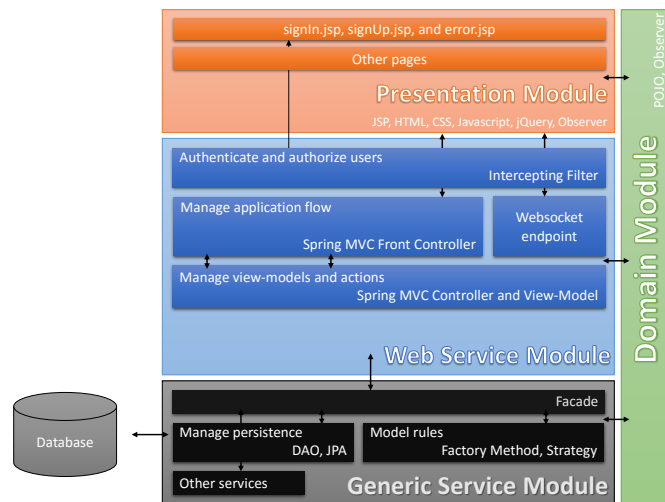 signIn.jsp, signUp.jsp, and error.jsp
Other pages
Presentation Module
JSP, HTML, CSS, Javascript, jQuery, Observer
Authenticate and authorize users
Intercepting Filter
Manage application flow
Spring MVC Front Controller
Websocket
endpoint
Manage view-models and actions
Spring MVC Controller and View-Model
Web Service Module
Facade
Manage persistence
DAO, JPA
Model rules
Factory Method, Strategy
Other services
Generic Service Module
Database
Domain Module
POJO, Observer